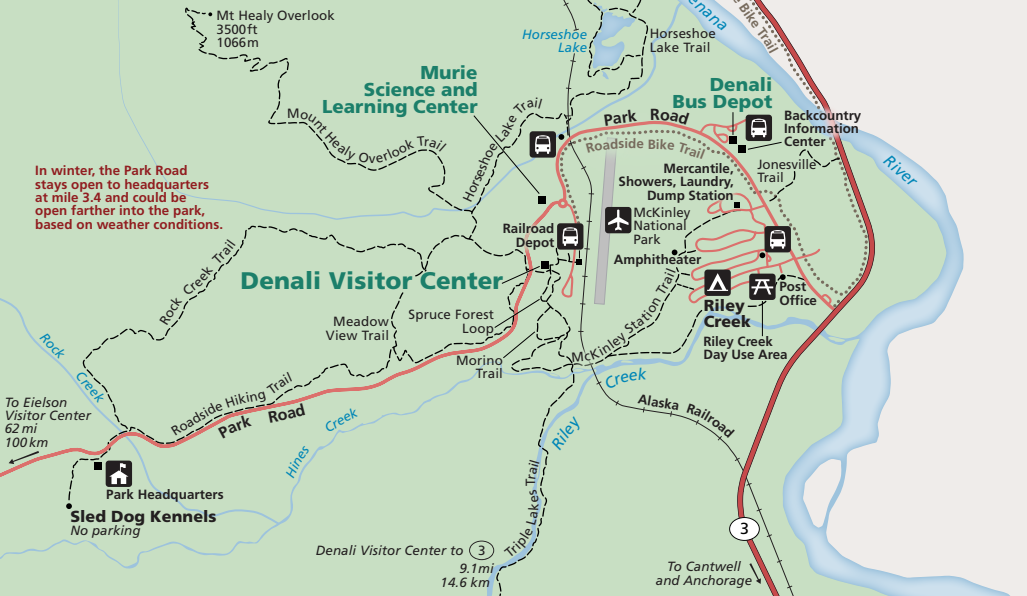 Mt Healy Overlook
3500 ft
1066 m
Horseshoe
Lake
Horseshoe
Lake Trail
Nenana
Bike Trail
Murie
Science and
Learning Center
Mount Healy Overlook Trail
Horseshoe Lake Trail
Park Road
Roadside Bike Trail
Denali
Bus Depot
Backcountry
Information
Center
Jonesville
Trail
River
Mercantile,
Showers, Laundry,
Dump Station
In winter, the Park Road
stays open to headquarters
at mile 3.4 and could be
open farther into the park,
based on weather conditions.
Railroad
Depot
McKinley
National
Park
Amphitheater
Denali Visitor Center
Rock Creek Trail
Spruce Forest
Loop
Meadow
View Trail
Morino
Trail
McKinley Station Trail
Riley
Creek
Post
Office
Riley Creek
Day Use Area
Rock
Creek
Roadside Hiking Trail
Park Road
Hines
Creek
Riley
Creek
Alaska Railroad
To Eielson
Visitor Center
62 mi
100 km
Park Headquarters
Sled Dog Kennels
No parking
Triple Lakes Trail
Denali Visitor Center to 3
9.1 mi
14.6 km
3
To Cantwell
and Anchorage